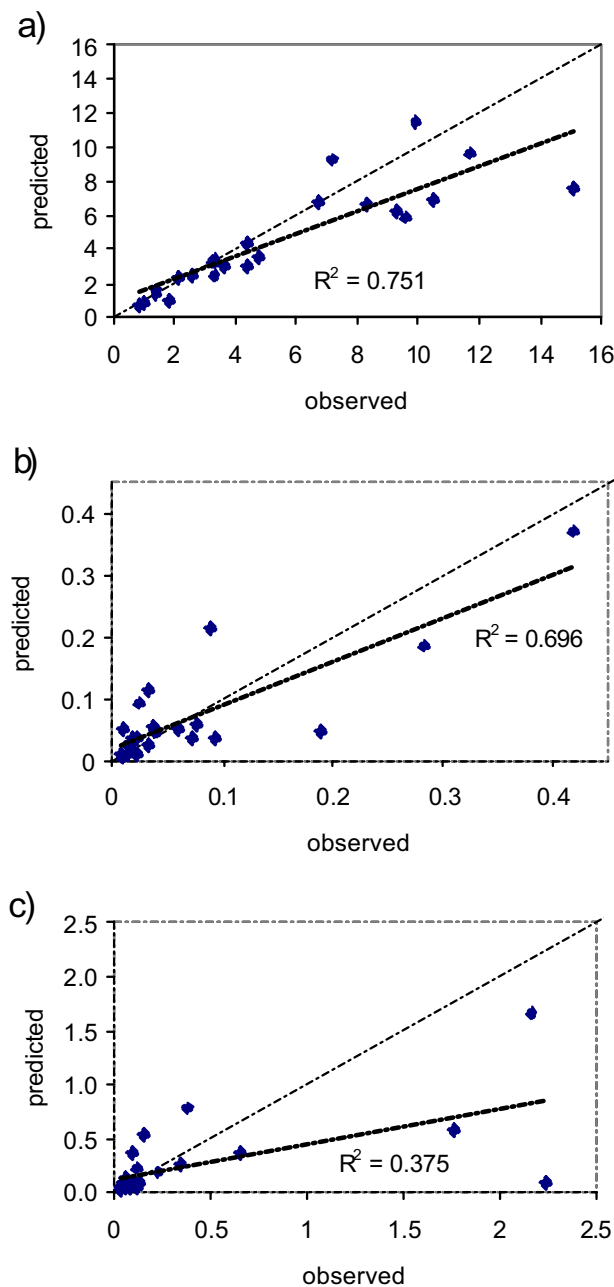 a)
16
14
12
10
8
6
4
2
0
predicted
R² = 0.751
0 2 4 6 8 10 12 14 16
observed
b)
0.4
0.3
0.2
0.1
0
predicted
R² = 0.696
0 0.1 0.2 0.3 0.4
observed
c)
2.5
2.0
1.5
1.0
0.5
0.0
predicted
R² = 0.375
0 0.5 1 1.5 2 2.5
observed